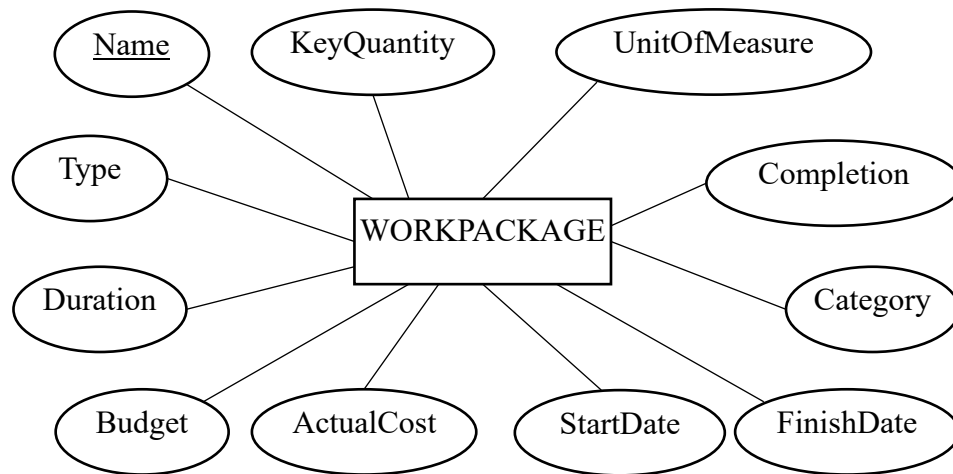 Name
KeyQuantity
UnitOfMeasure
Type
Completion
WORKPACKAGE
Duration
Category
Budget
ActualCost
StartDate
FinishDate